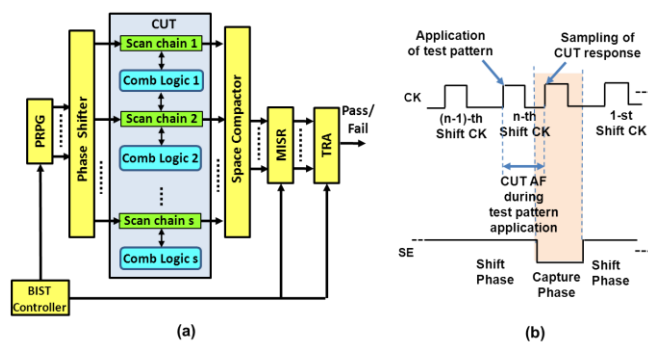 CUT
Scan chain 1
Comb Logic 1
Scan chain 2
Comb Logic 2
Scan chain s
Comb Logic s
PRPG
Phase Shifter
Space Compactor
MISR
TRA
Pass/
Fail
BIST
Controller
(a)
Application
of test pattern
Sampling of
CUT response
CK
(n-1)-th
Shift CK
n-th
Shift CK
1-st
Shift CK
CUT AF
during
test pattern
application
SE
Shift Phase
Capture
Phase
Shift Phase
(b)